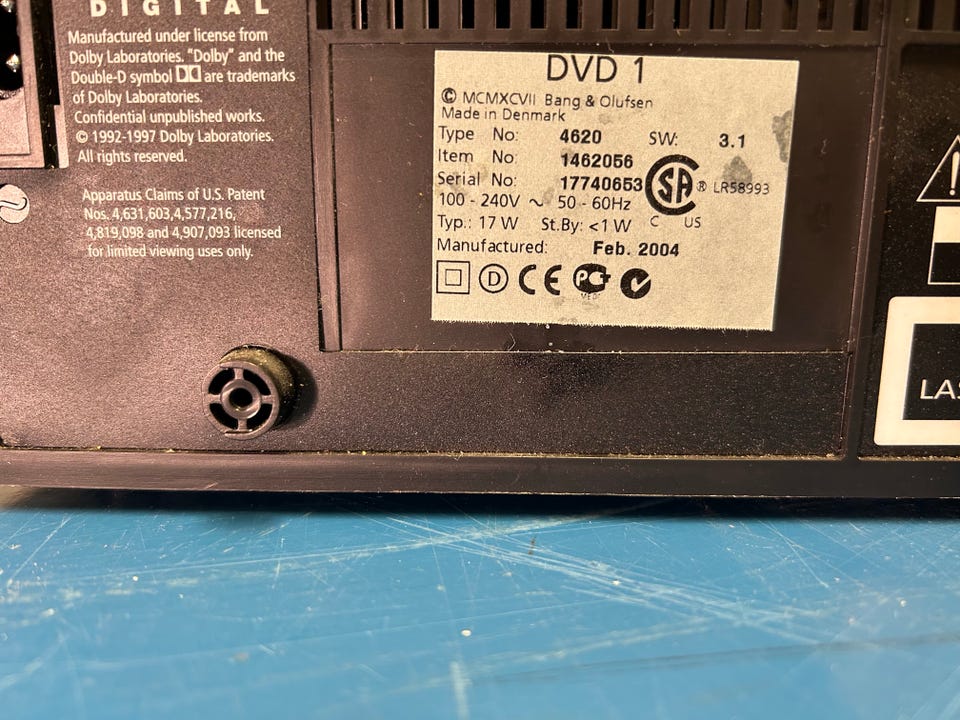 DIGITAL
Manufactured under license from
Dolby Laboratories. "Dolby" and the
Double-D symbol are trademarks
of Dolby Laboratories.
Confidential unpublished works.
© 1992-1997 Dolby Laboratories.
All rights reserved.
Apparatus Claims of U.S. Patent
Nos. 4,631,603,4,577,216,
4,819,098 and 4,907,093 licensed
for limited viewing uses only.
DVD 1
© MCMXCVII Bang & Olufsen
Made in Denmark
Type No: 4620 SW: 3.1
Item No: 1462056
Serial No: 17740653 SA ® LR58993
100 - 240V ~ 50 - 60Hz C US
Typ.: 17 W St.By: <1 W
Manufactured: Feb. 2004
D CE
LAS